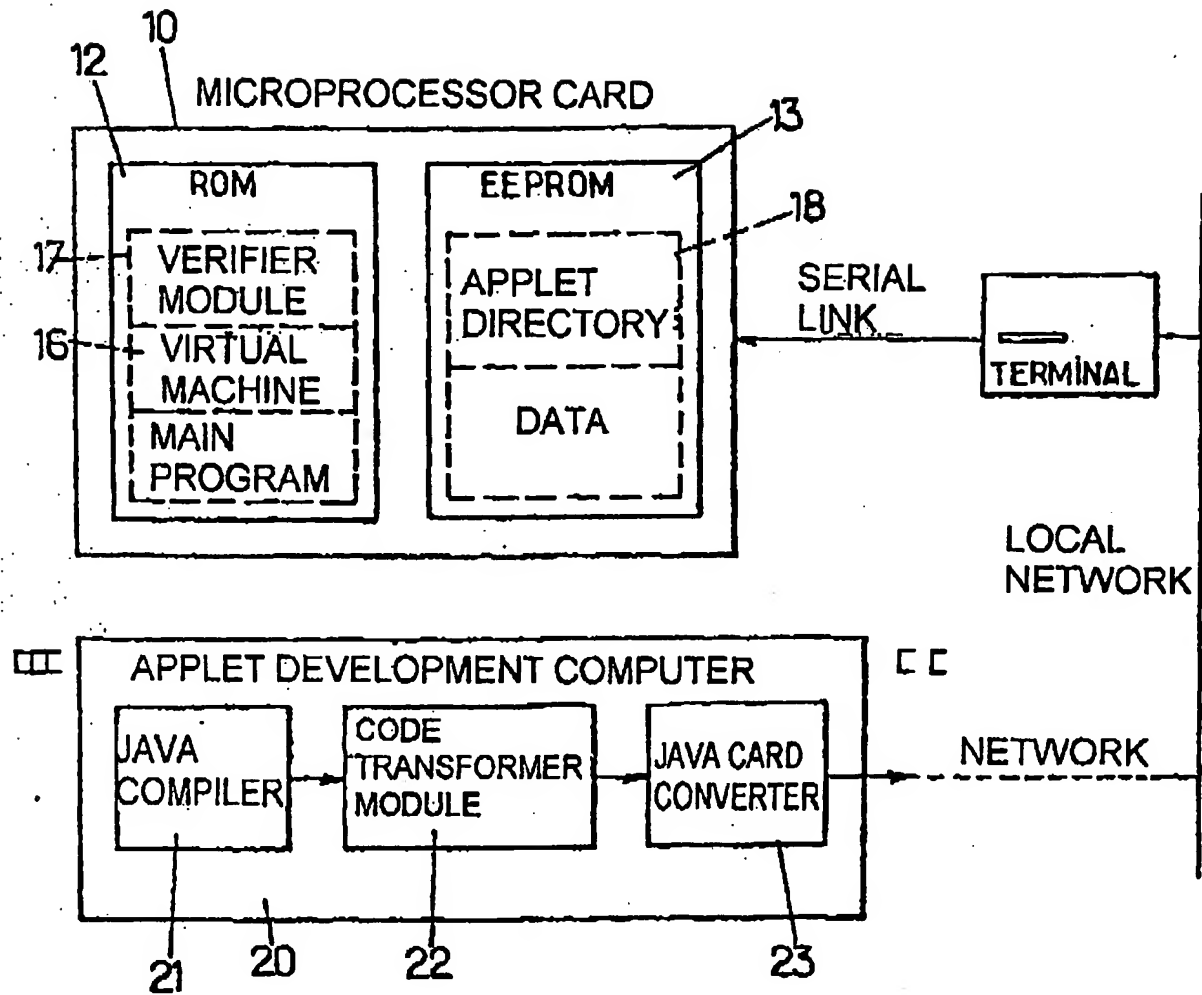 12
10
MICROPROCESSOR CARD
13
ROM
EEPROM
18
17
VERIFIER
MODULE
16
VIRTUAL
MACHINE
MAIN
PROGRAM
APPLET
DIRECTORY
DATA
SERIAL
LINK
TERMINAL
LOCAL
NETWORK
APPLET DEVELOPMENT COMPUTER
JAVA
COMPILER
CODE
TRANSFORMER
MODULE
JAVA CARD
CONVERTER
NETWORK
21
20
22
23